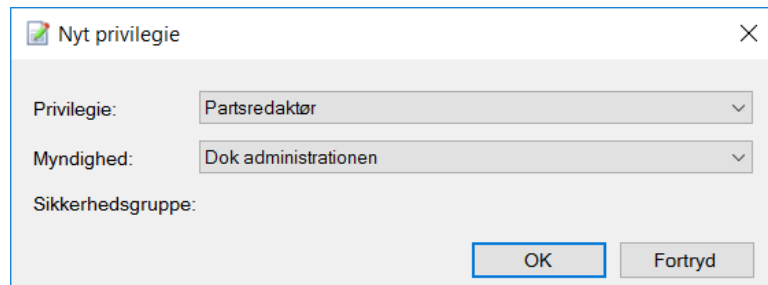 Nyt privilegie
Privilegie: Partsredaktør
Myndighed: Dok administrationen
Sikkerhedsgruppe:
OK Fortryd